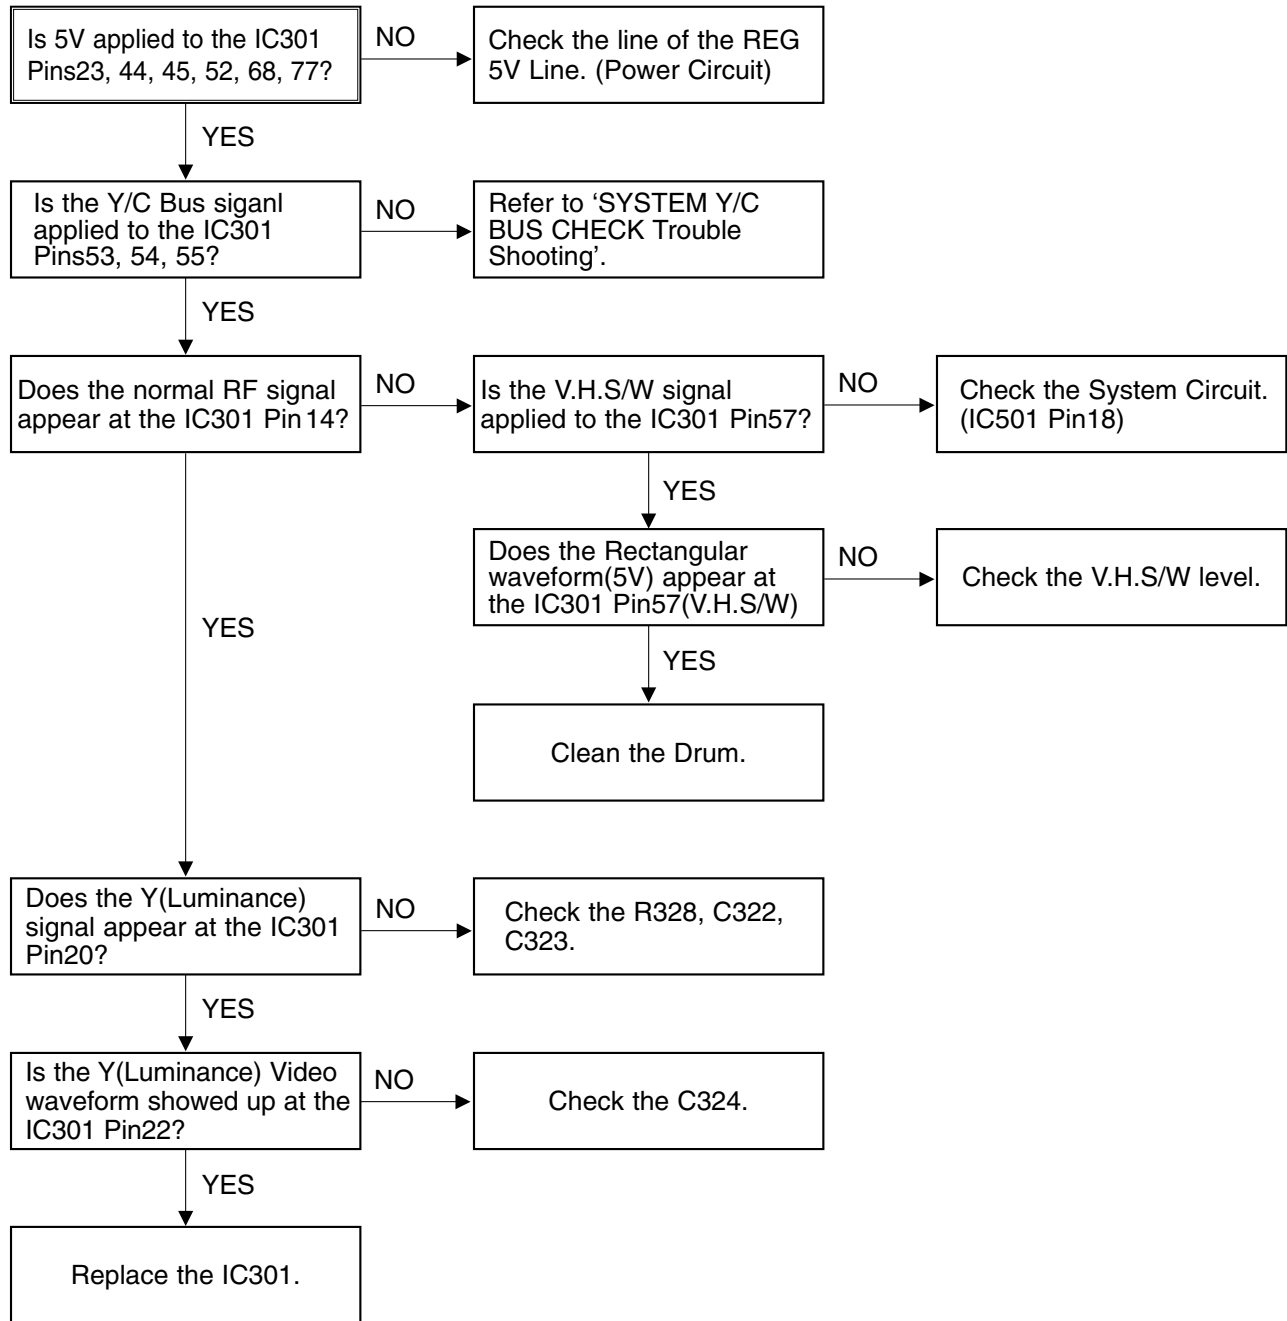 Is 5V applied to the IC301
Pins23, 44, 45, 52, 68, 77?
NO
Check the line of the REG
5V Line. (Power Circuit)
YES
Is the Y/C Bus siganl
applied to the IC301
Pins53, 54, 55?
NO
Refer to ‘SYSTEM Y/C
BUS CHECK Trouble
Shooting’.
YES
Does the normal RF signal
appear at the IC301 Pin14?
NO
Is the V.H.S/W signal
applied to the IC301 Pin57?
NO
Check the System Circuit.
(IC501 Pin18)
YES
Does the Rectangular
waveform(5V) appear at
the IC301 Pin57(V.H.S/W)
NO
Check the V.H.S/W level.
YES
YES
Clean the Drum.
Does the Y(Luminance)
signal appear at the IC301
Pin20?
NO
Check the R328, C322,
C323.
YES
Is the Y(Luminance) Video
waveform showed up at the
IC301 Pin22?
NO
Check the C324.
YES
Replace the IC301.